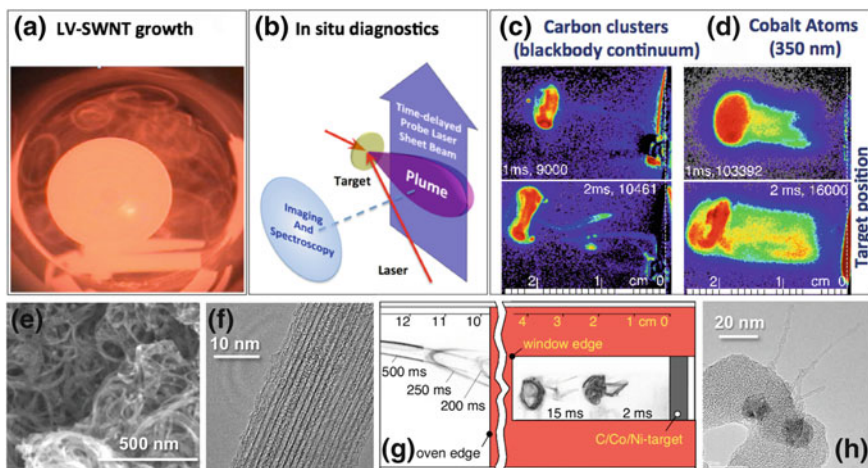 (a) LV-SWNT growth
(b) In situ diagnostics
Time-delayed
Probe Laser
Sheet Beam
Target
Plume
Imaging
And
Spectroscopy
Laser
(c) Carbon clusters
(blackbody continuum)
1ms, 9000
2ms, 10461
2 1 cm 0
(d) Cobalt Atoms
(350 nm)
1ms,103392
2 ms, 16000
2 1 cm 0
Target position
(e)
500 nm
(f)
10 nm
(g)
12 11 10
500 ms
250 ms
200 ms
oven edge
4 3 2 1 cm 0
window edge
15 ms 2 ms
C/Co/Ni-target
20 nm
(h)